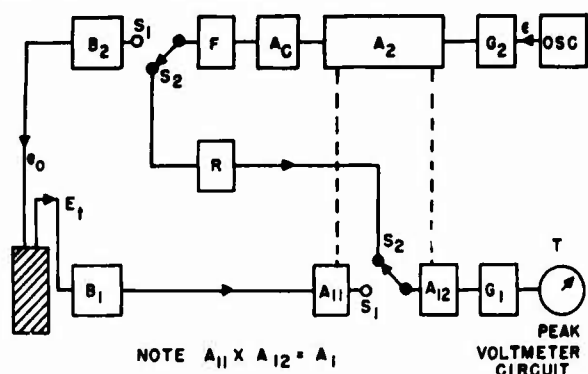 B2 S1 F AG A2 G2 ϵ OSC
S2
R
e0
Et
S2
T
B1 A11 S1 A12 G1
PEAK
VOLTMETER
CIRCUIT
NOTE A11 X A12 = A1